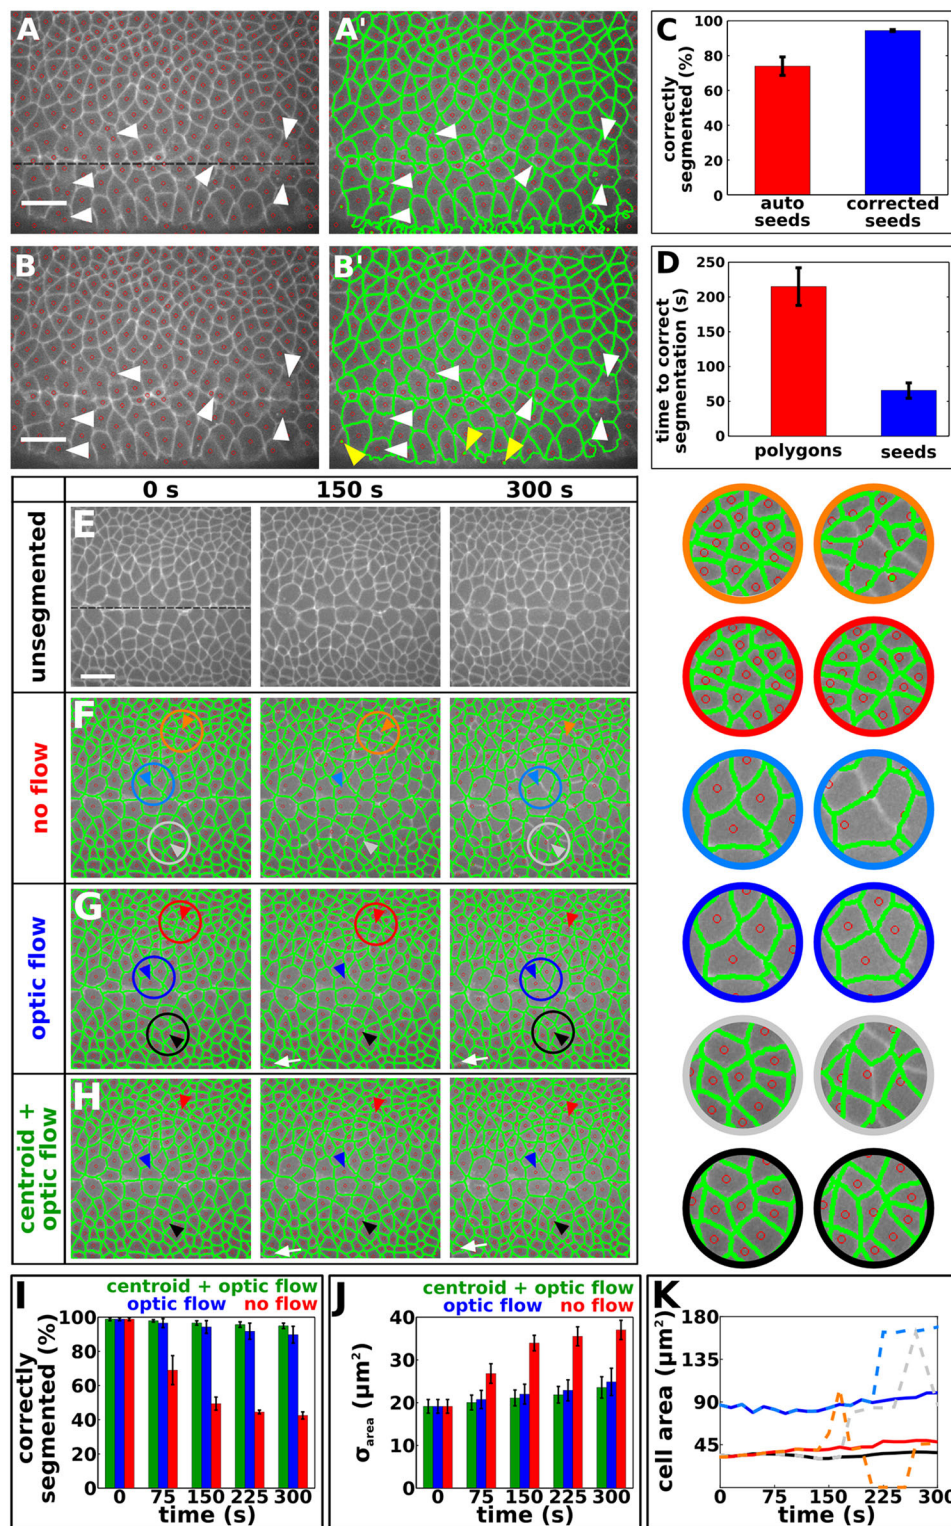 A
A'
B
B'
C
correctly
segmented (%)
100
80
60
40
20
0
auto
seeds
corrected
seeds
D
time to correct
segmentation (s)
250
200
150
100
50
0
polygons
seeds
0 s
150 s
300 s
unsegmented
E
no flow
F
optic flow
G
centroid +
optic flow
H
I
centroid + optic flow
optic flow
no flow
correctly
segmented (%)
100
80
60
40
20
0
0
75
150
225
300
time (s)
J
centroid + optic flow
optic flow
no flow
σarea (μm²)
40
30
20
10
0
0
75
150
225
300
time (s)
K
cell area (μm²)
180
135
90
45
0
75
150
225
300
time (s)